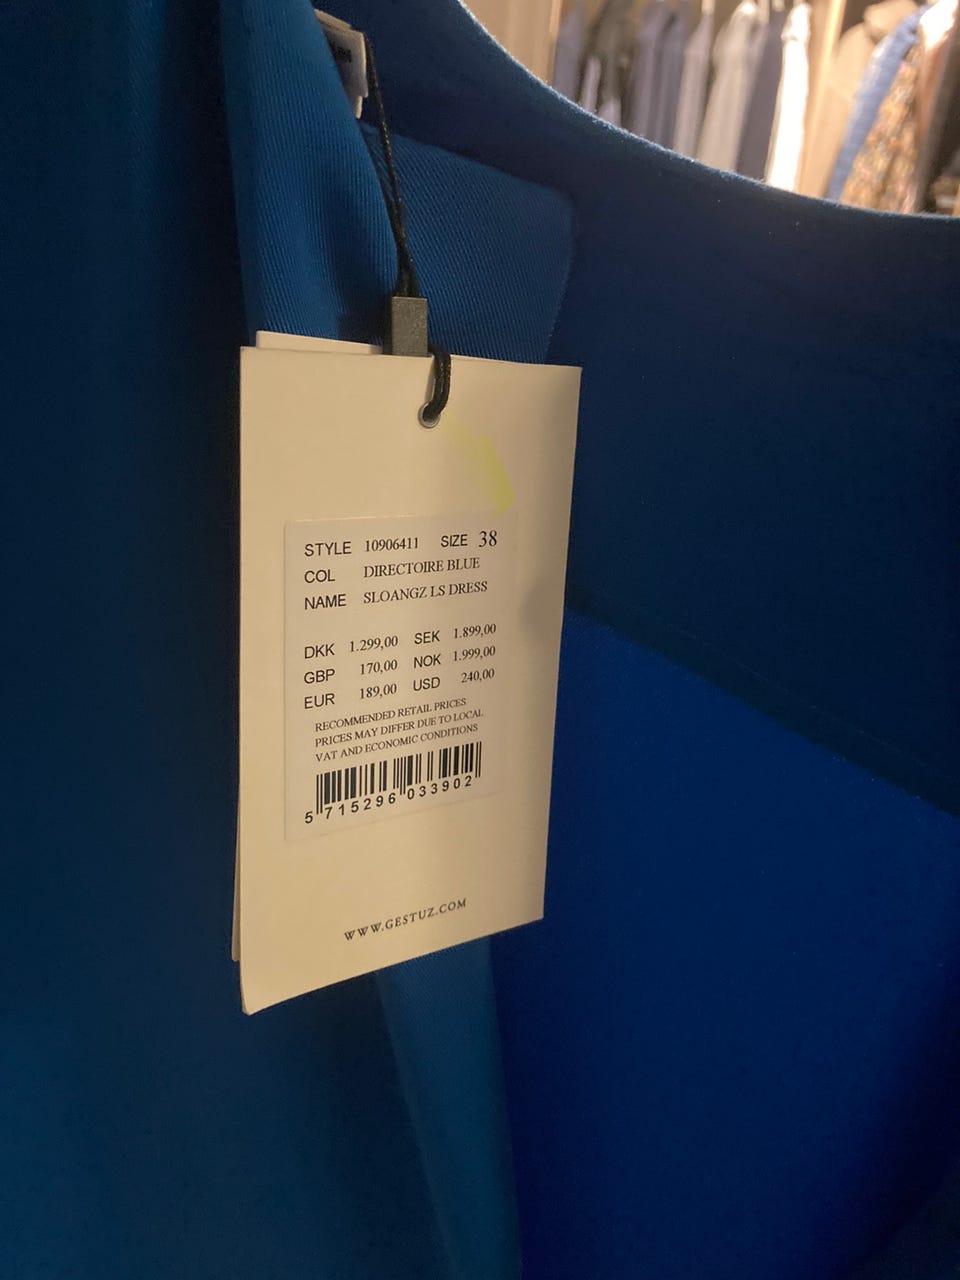 STYLE 10906411 SIZE 38
COL DIRECTOIRE BLUE
NAME SLOANGZ LS DRESS
DKK 1.299,00 SEK 1.899,00
GBP 170,00 NOK 1.999,00
EUR 189,00 USD 240,00
RECOMMENDED RETAIL PRICES
PRICES MAY DIFFER DUE TO LOCAL
VAT AND ECONOMIC CONDITIONS
5 715296 033902
WWW.GESTUZ.COM